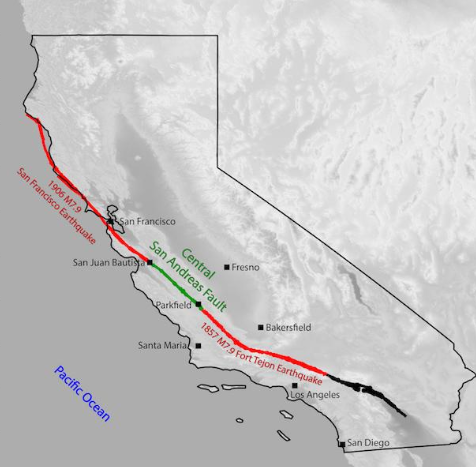 1906 M7.9
San Francisco Earthquake
San Francisco
San Juan Bautista
Central
San Andreas Fault
Fresno
Parkfield
Bakersfield
Santa Maria
1857 M7.9 Fort Tejon Earthquake
Los Angeles
Pacific Ocean
San Diego